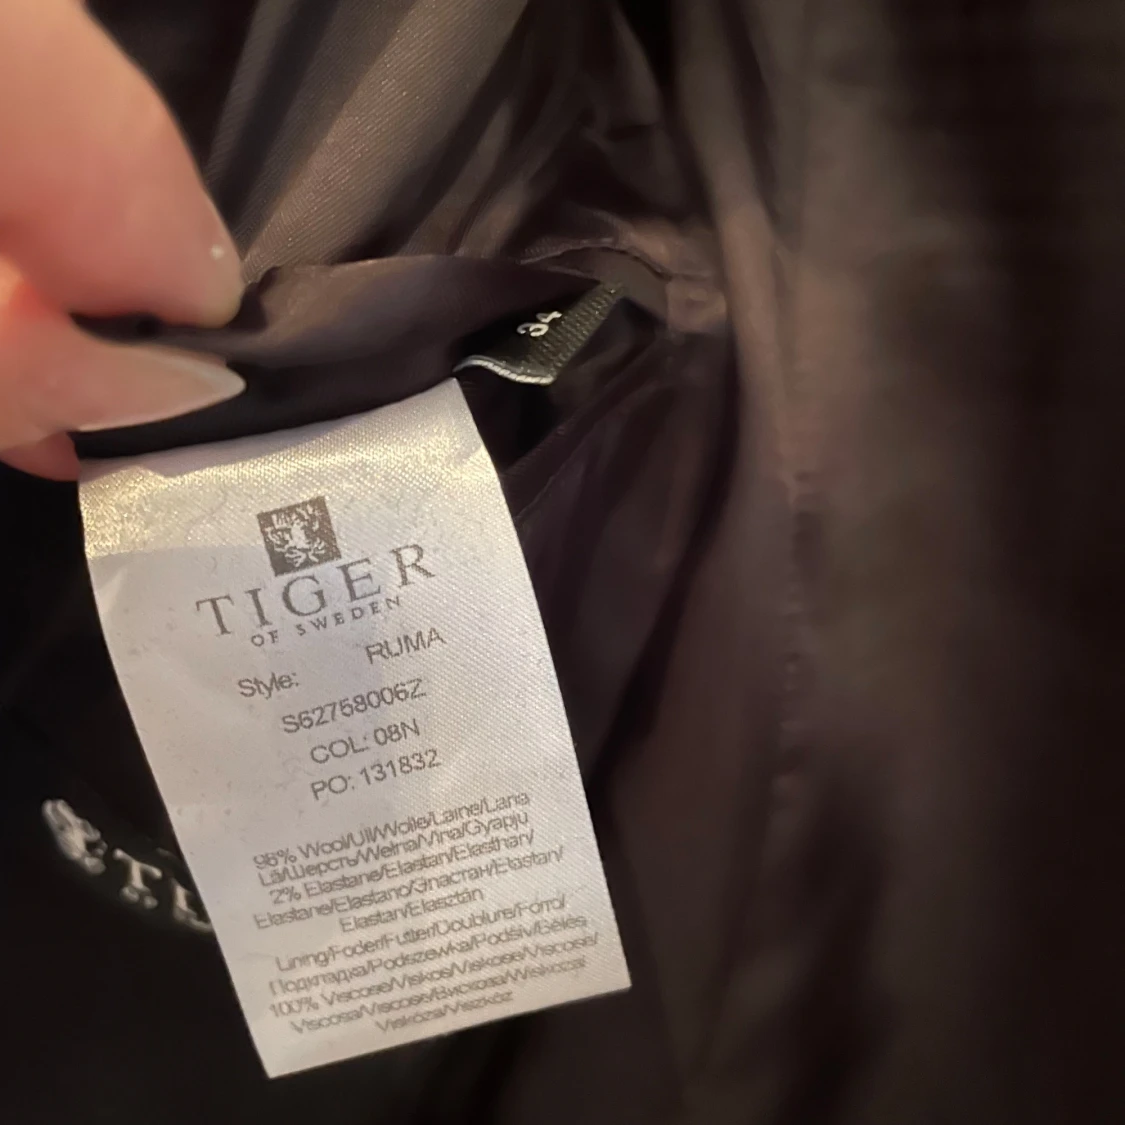 34
TIGER
OF SWEDEN
RUMA
Style:
S62758006Z
COL: 08N
PO: 131832
98% Wool/Ull/Wolle/Laine/Lana
Lã/Шерсть/Wełna/Vlna/Gyapjú
2% Elastane/Elastan/Elasthan/
Elastane/Elastano/Эластан/Elastan/
Elastan/Elasztán
Lining/Foder/Futter/Doublure/Forro/
Подкладка/Podszewka/Podšív/Bélés
100% Viscose/Viskos/Viskose/Viscose/
Viscosa/Viscose/Вискоза/Wiskoza/
Viskóza/Viszkóz